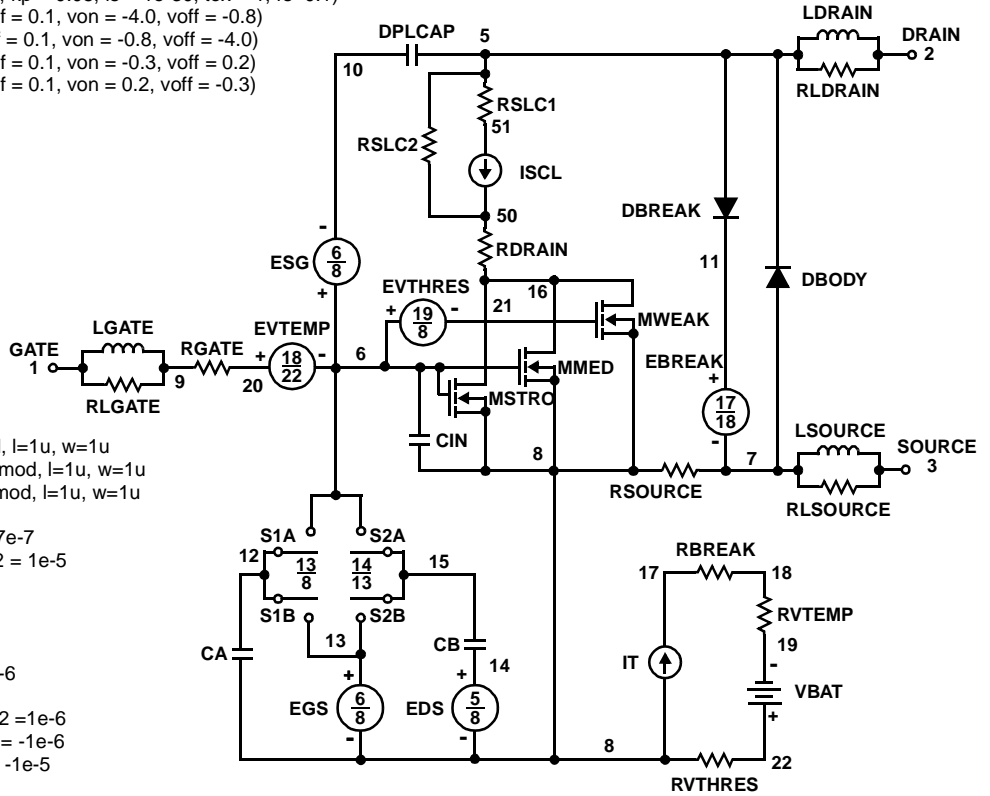 f = 0.1, von = -4.0, voff = -0.8)
f = 0.1, von = -0.8, voff = -4.0)
f = 0.1, von = -0.3, voff = 0.2)
f = 0.1, von = 0.2, voff = -0.3)
LDRAIN
DPLCAP 5 DRAIN
10 2
RLDRAIN
RSLC1
51
RSLC2
ISCL
50
DBREAK
-
RDRAIN
ESG 6/8
11
DBODY
+
EVTHRES
16
+ 19/8 - 21
MWEAK
LGATE
EVTEMP
GATE RGATE + 18/22 - 6
MMED
EBREAK
1 9 20
+
MSTRO
17/18
RLGATE
-
LSOURCE
CIN
SOURCE
, l=1u, w=1u
8 7 3
mod, l=1u, w=1u
mod, l=1u, w=1u
RSOURCE
RLSOURCE
7e-7
S1A S2A
2 = 1e-5
12 13/8 14/13 15
RBREAK
17 18
S1B S2B
RVTEMP
13
CB
19
CA
IT
-
-6
+ + 14
VBAT
2 =1e-6
EGS 6/8 EDS 5/8
+
= -1e-6
- -
8
-1e-5
22
RVTHRES